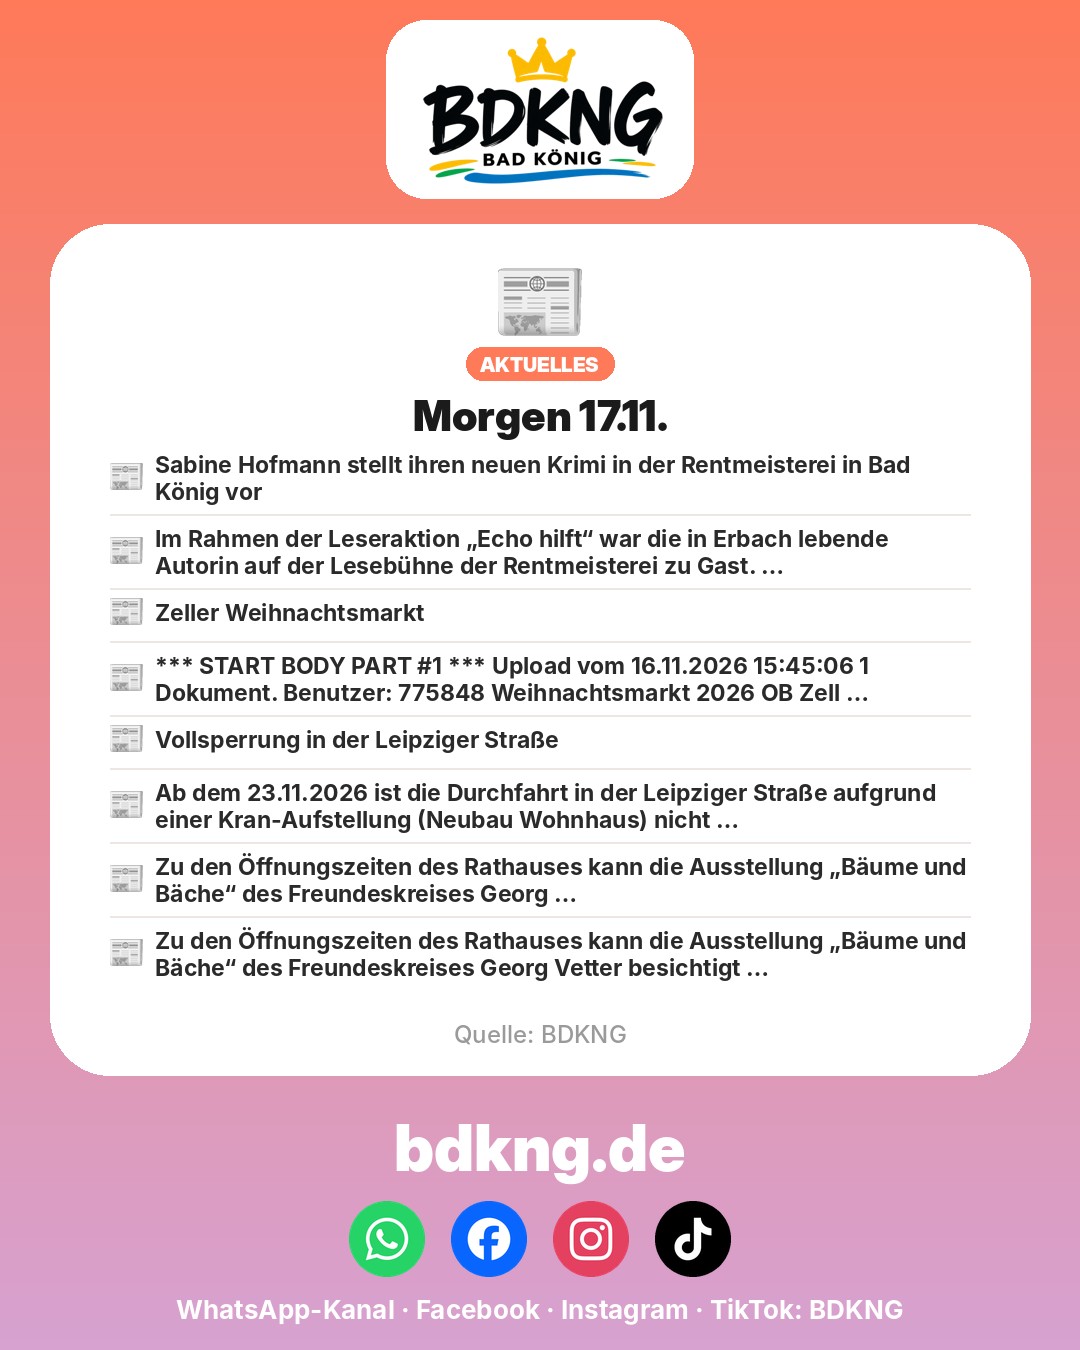 BDKNG
BAD KÖNIG
AKTUELLES
Morgen 17.11.
Sabine Hofmann stellt ihren neuen Krimi in der Rentmeisterei in Bad
König vor
Im Rahmen der Leseraktion „Echo hilft“ war die in Erbach lebende
Autorin auf der Lesebühne der Rentmeisterei zu Gast. ...
Zeller Weihnachtsmarkt
*** START BODY PART #1 *** Upload vom 16.11.2026 15:45:06 1
Dokument. Benutzer: 775848 Weihnachtsmarkt 2026 OB Zell ...
Vollsperrung in der Leipziger Straße
Ab dem 23.11.2026 ist die Durchfahrt in der Leipziger Straße aufgrund
einer Kran-Aufstellung (Neubau Wohnhaus) nicht ...
Zu den Öffnungszeiten des Rathauses kann die Ausstellung „Bäume und
Bäche“ des Freundeskreises Georg ...
Zu den Öffnungszeiten des Rathauses kann die Ausstellung „Bäume und
Bäche“ des Freundeskreises Georg Vetter besichtigt ...
Quelle: BDKNG
bdkng.de
WhatsApp-Kanal · Facebook · Instagram · TikTok: BDKNG